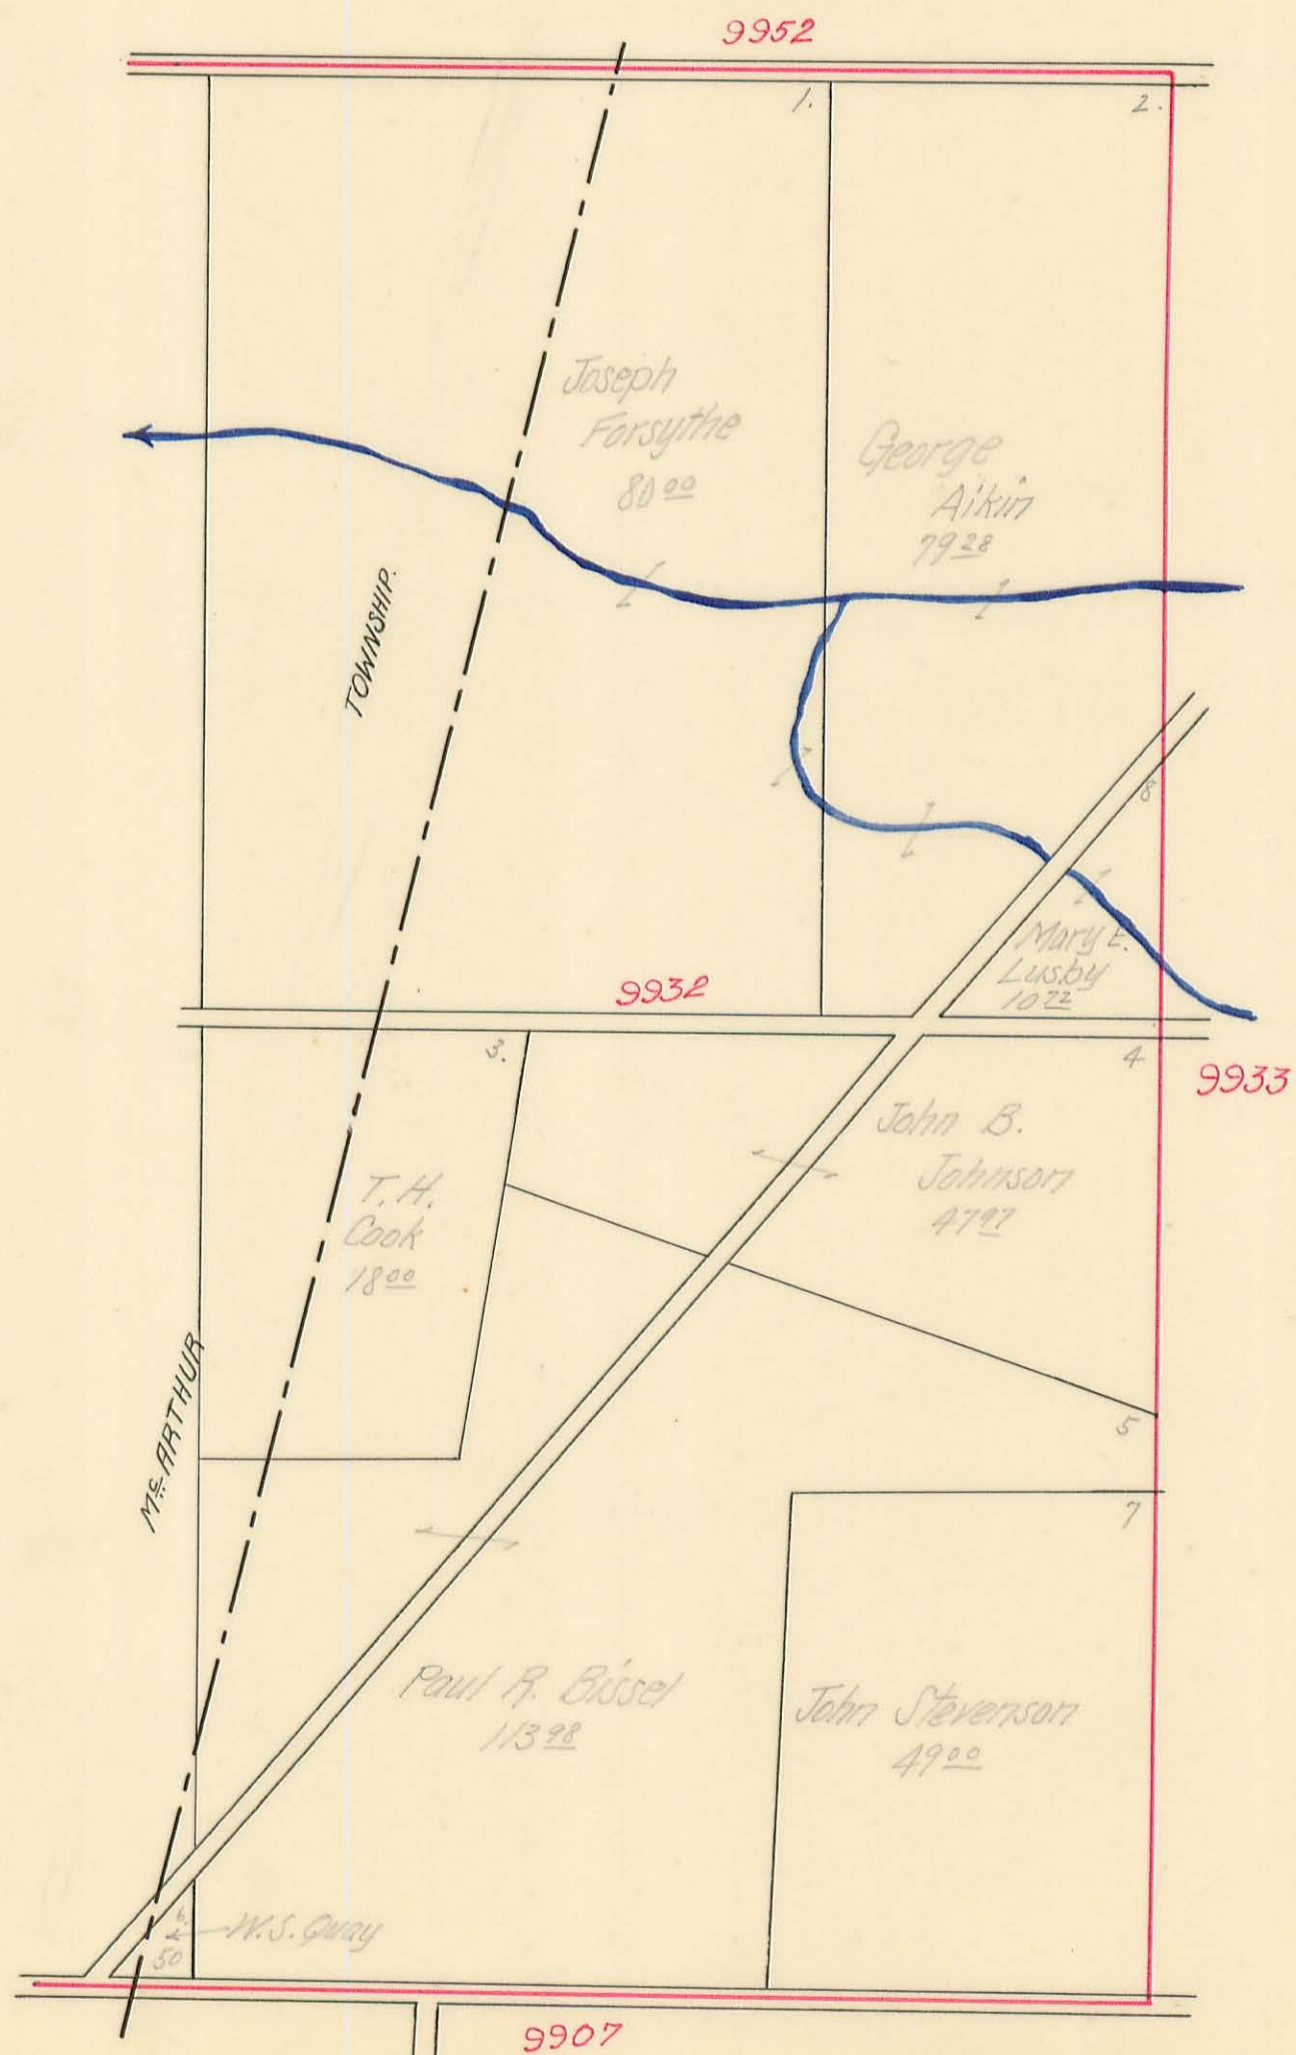 9952
1.
2.
Joseph
Forsythe
80 00
George
Aikin
79 28
TOWNSHIP.
8
Mary E.
Lusby
10 72
9932
3.
4
9933
John B.
Johnson
47 97
T. H.
Cook
18 00
McARTHUR
5
7
Paul R. Bissel
113 98
John Stevenson
49 00
6.
W.S. Quay
50
9907